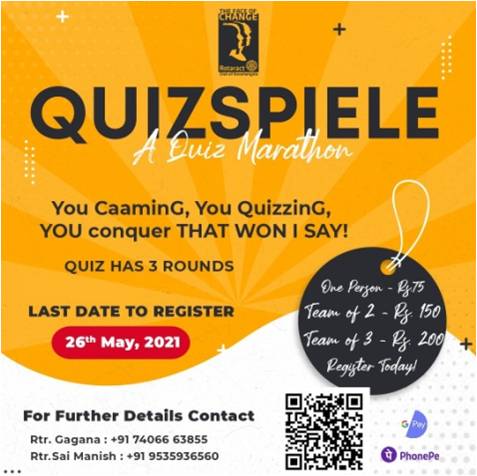 THE FACE OF
CHANGE
Rotaract
QUIZSPIELE
A Quiz Marathon
You CaaminG, You QuizzinG,
YOU conquer THAT WON I SAY!
QUIZ HAS 3 ROUNDS
LAST DATE TO REGISTER
26th May, 2021
One Person - Rs.75
Team of 2 - Rs. 150
Team of 3 - Rs. 200
Register Today!
For Further Details Contact
Rtr. Gagana : +91 74066 63855
Rtr.Sai Manish : +91 9535936560
G Pay
PhonePe